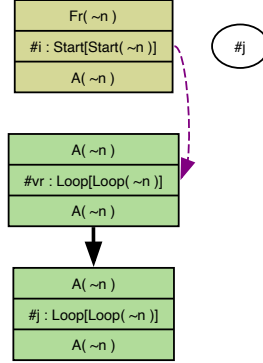 Fr( ~n )
#i : Start[Start( ~n )]
A( ~n )
#j
A( ~n )
#vr : Loop[Loop( ~n )]
A( ~n )
A( ~n )
#j : Loop[Loop( ~n )]
A( ~n )